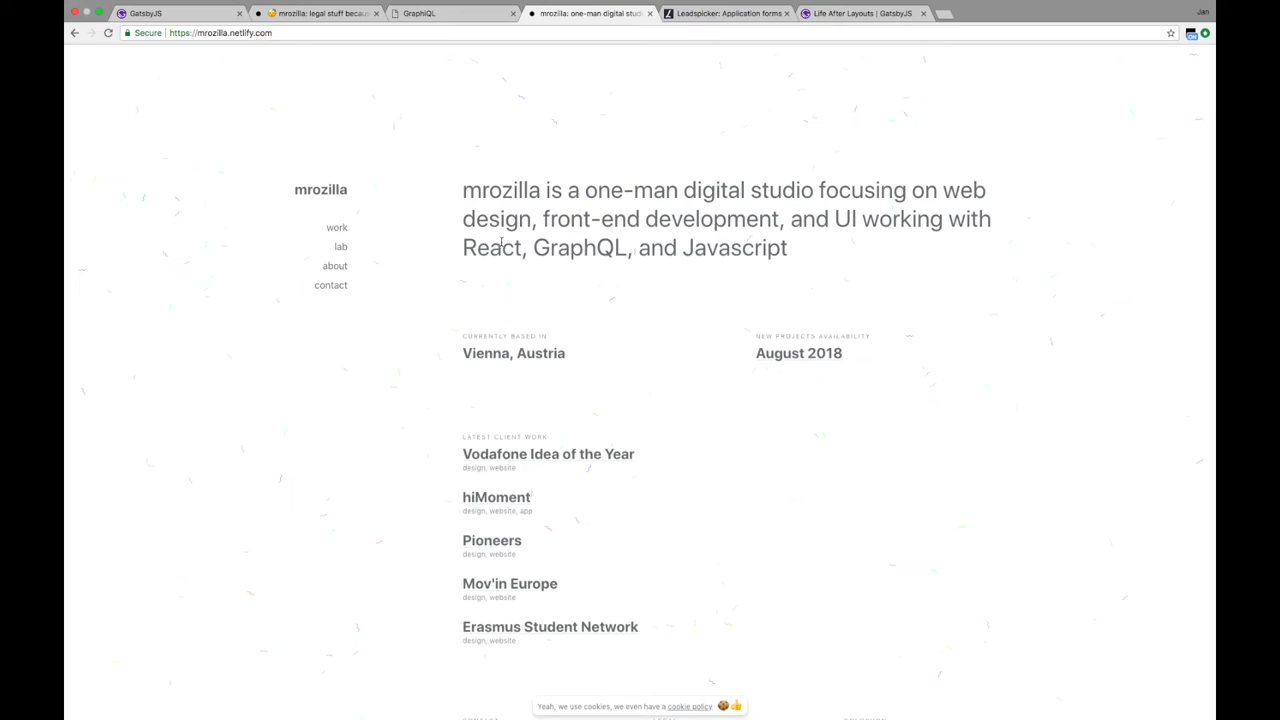 GatsbyJS
mrozilla: legal stuff becau
GraphiQL
mrozilla: one-man digital stud
Leadspicker: Application forms
Life After Layouts | GatsbyJS
Jan
Secure
https://mrozilla.netlify.com
mrozilla
work
lab
about
contact
mrozilla is a one-man digital studio focusing on web
design, front-end development, and UI working with
React, GraphQL, and Javascript
CURRENTLY BASED IN
Vienna, Austria
NEW PROJECTS AVAILABILITY
August 2018
LATEST CLIENT WORK
Vodafone Idea of the Year
design, website
hiMoment
design, website, app
Pioneers
design, website
Mov'in Europe
design, website
Erasmus Student Network
design, website
Yeah, we use cookies, we even have a cookie policy 🍪👍